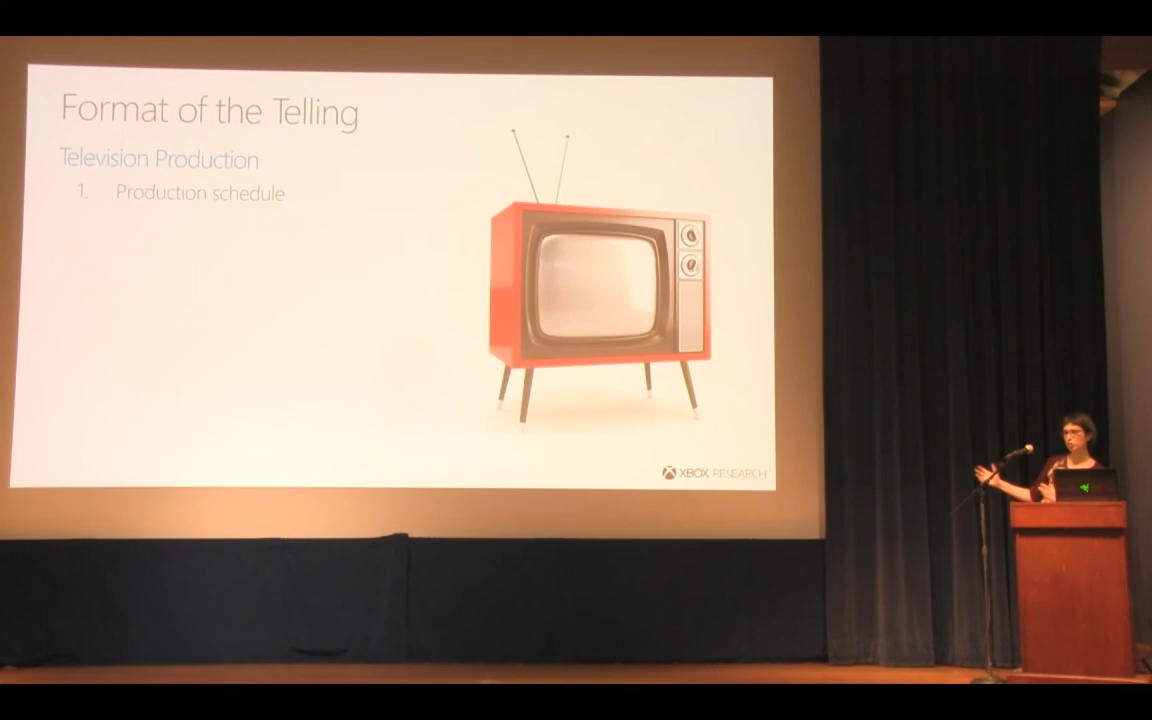 Format of the Telling
Television Production
1. Production schedule
XBOX RESEARCH